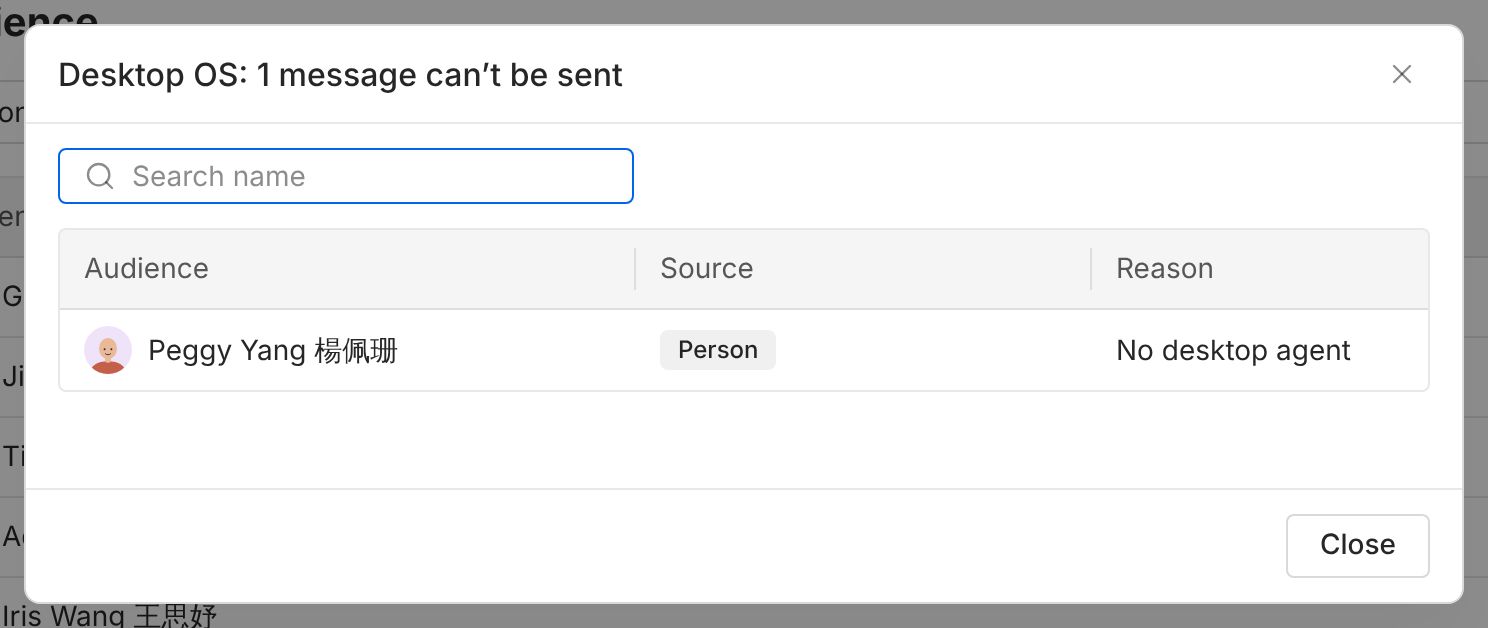 Desktop OS: 1 message can’t be sent
Search name
Audience Source Reason
Peggy Yang 楊佩珊 Person No desktop agent
Close
Iris Wang 王思妤